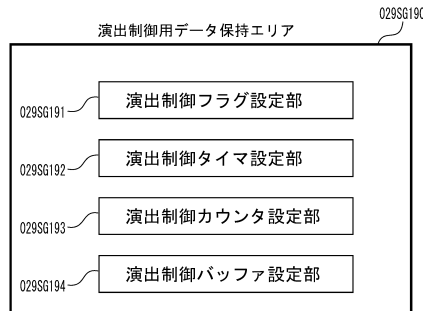 029SG190
演出制御用データ保持エリア
029SG191
演出制御フラグ設定部
029SG192
演出制御タイマ設定部
029SG193
演出制御カウンタ設定部
029SG194
演出制御バッファ設定部